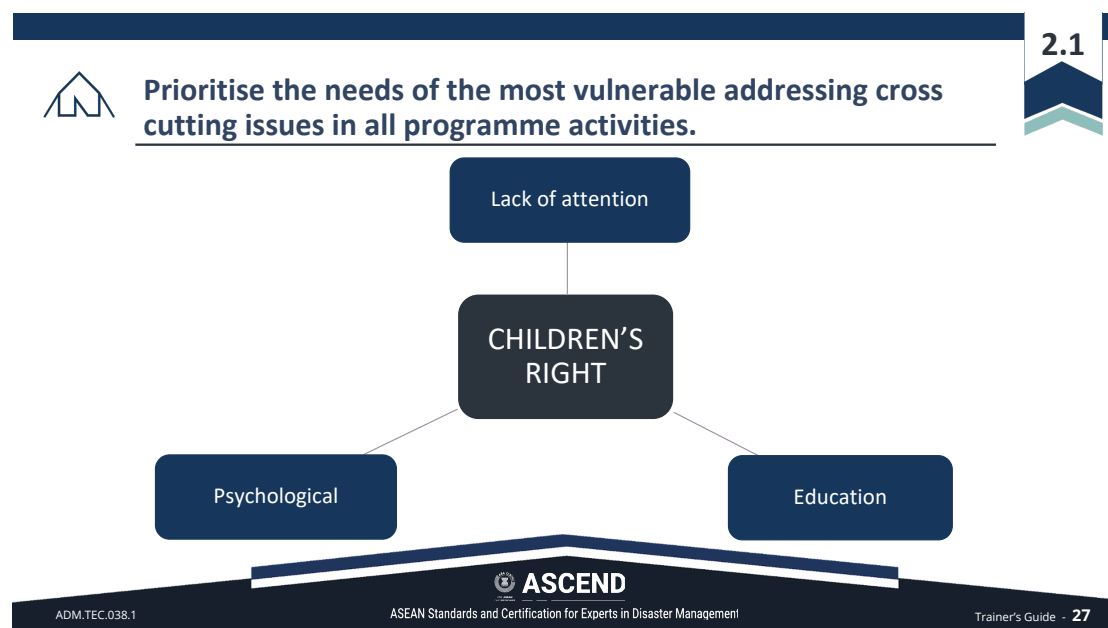 2.1
Prioritise the needs of the most vulnerable addressing cross
cutting issues in all programme activities.
Lack of attention
CHILDREN’S
RIGHT
Psychological
Education
ASCEND
ASEAN Standards and Certification for Experts in Disaster Management
ADM.TEC.038.1
Trainer’s Guide - 27